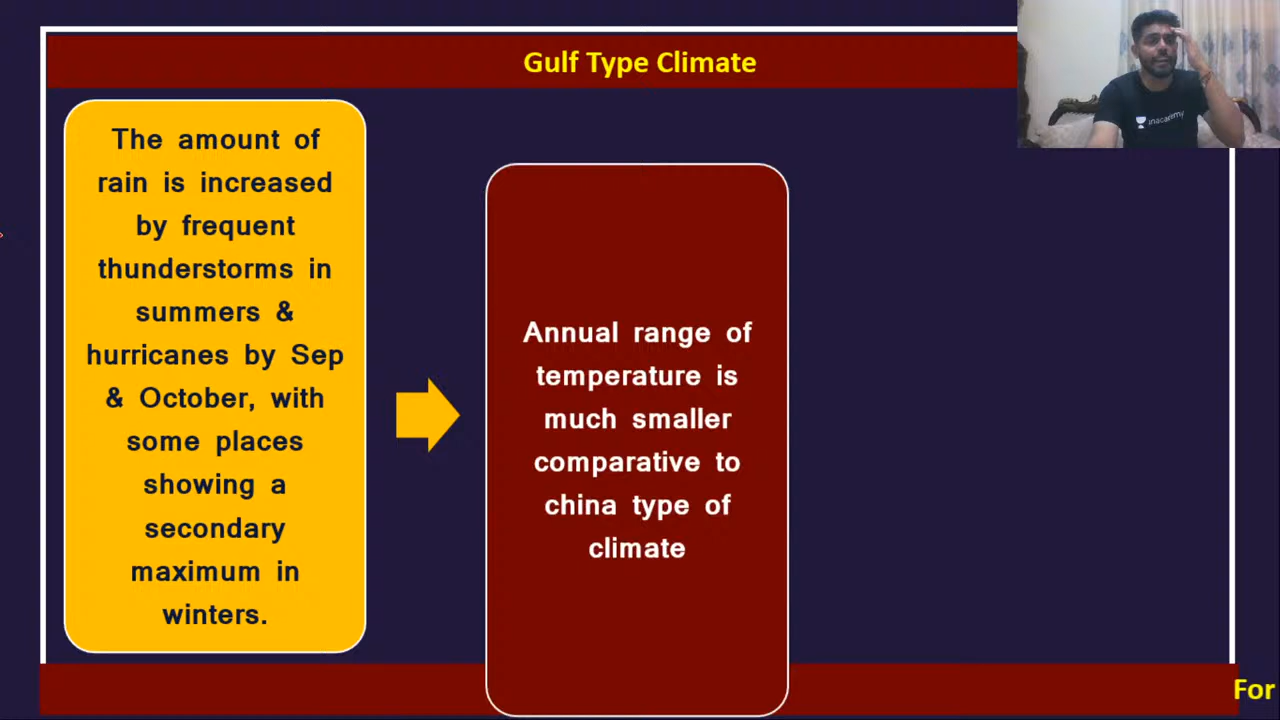 Gulf Type Climate
The amount of
rain is increased
by frequent
thunderstorms in
summers &
hurricanes by Sep
& October, with
some places
showing a
secondary
maximum in
winters.
Annual range of
temperature is
much smaller
comparative to
china type of
climate
unacademy
For